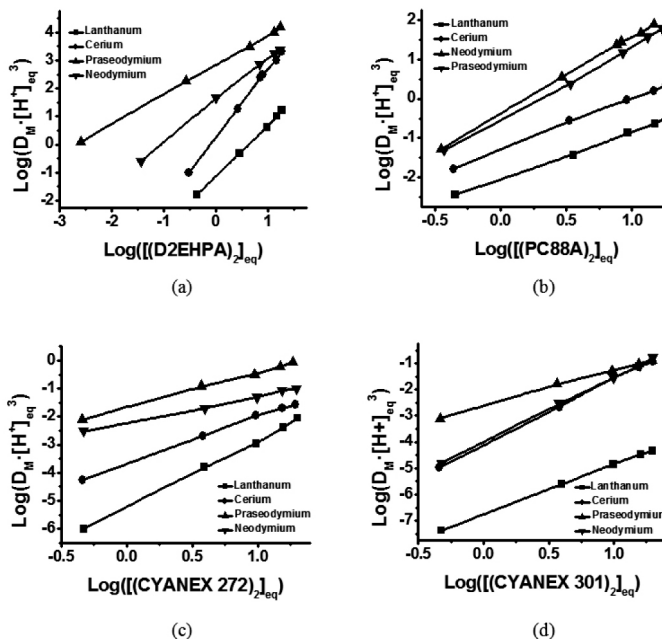 Log(D_M·[H⁺]_eq³)
5
4
3
2
1
0
-1
-2
Lanthanum
Cerium
Praseodymium
Neodymium
-3 -2 -1 0 1 2
Log([(D2EHPA)₂]_eq)
(a)
Log(D_M·[H⁺]_eq³)
2
1
0
-1
-2
Lanthanum
Cerium
Neodymium
Praseodymium
-0.5 0.0 0.5 1.0
Log([(PC88A)₂]_eq)
(b)
Log(D_M·[H⁺]_eq³)
0
-1
-2
-3
-4
-5
-6
Lanthanum
Cerium
Praseodymium
Neodymium
-0.5 0.0 0.5 1.0
Log([(CYANEX 272)₂]_eq)
(c)
Log(D_M·[H+]_eq³)
-1
-2
-3
-4
-5
-6
-7
Lanthanum
Cerium
Praseodymium
Neodymium
-0.5 0.0 0.5 1.0
Log([(CYANEX 301)₂]_eq)
(d)